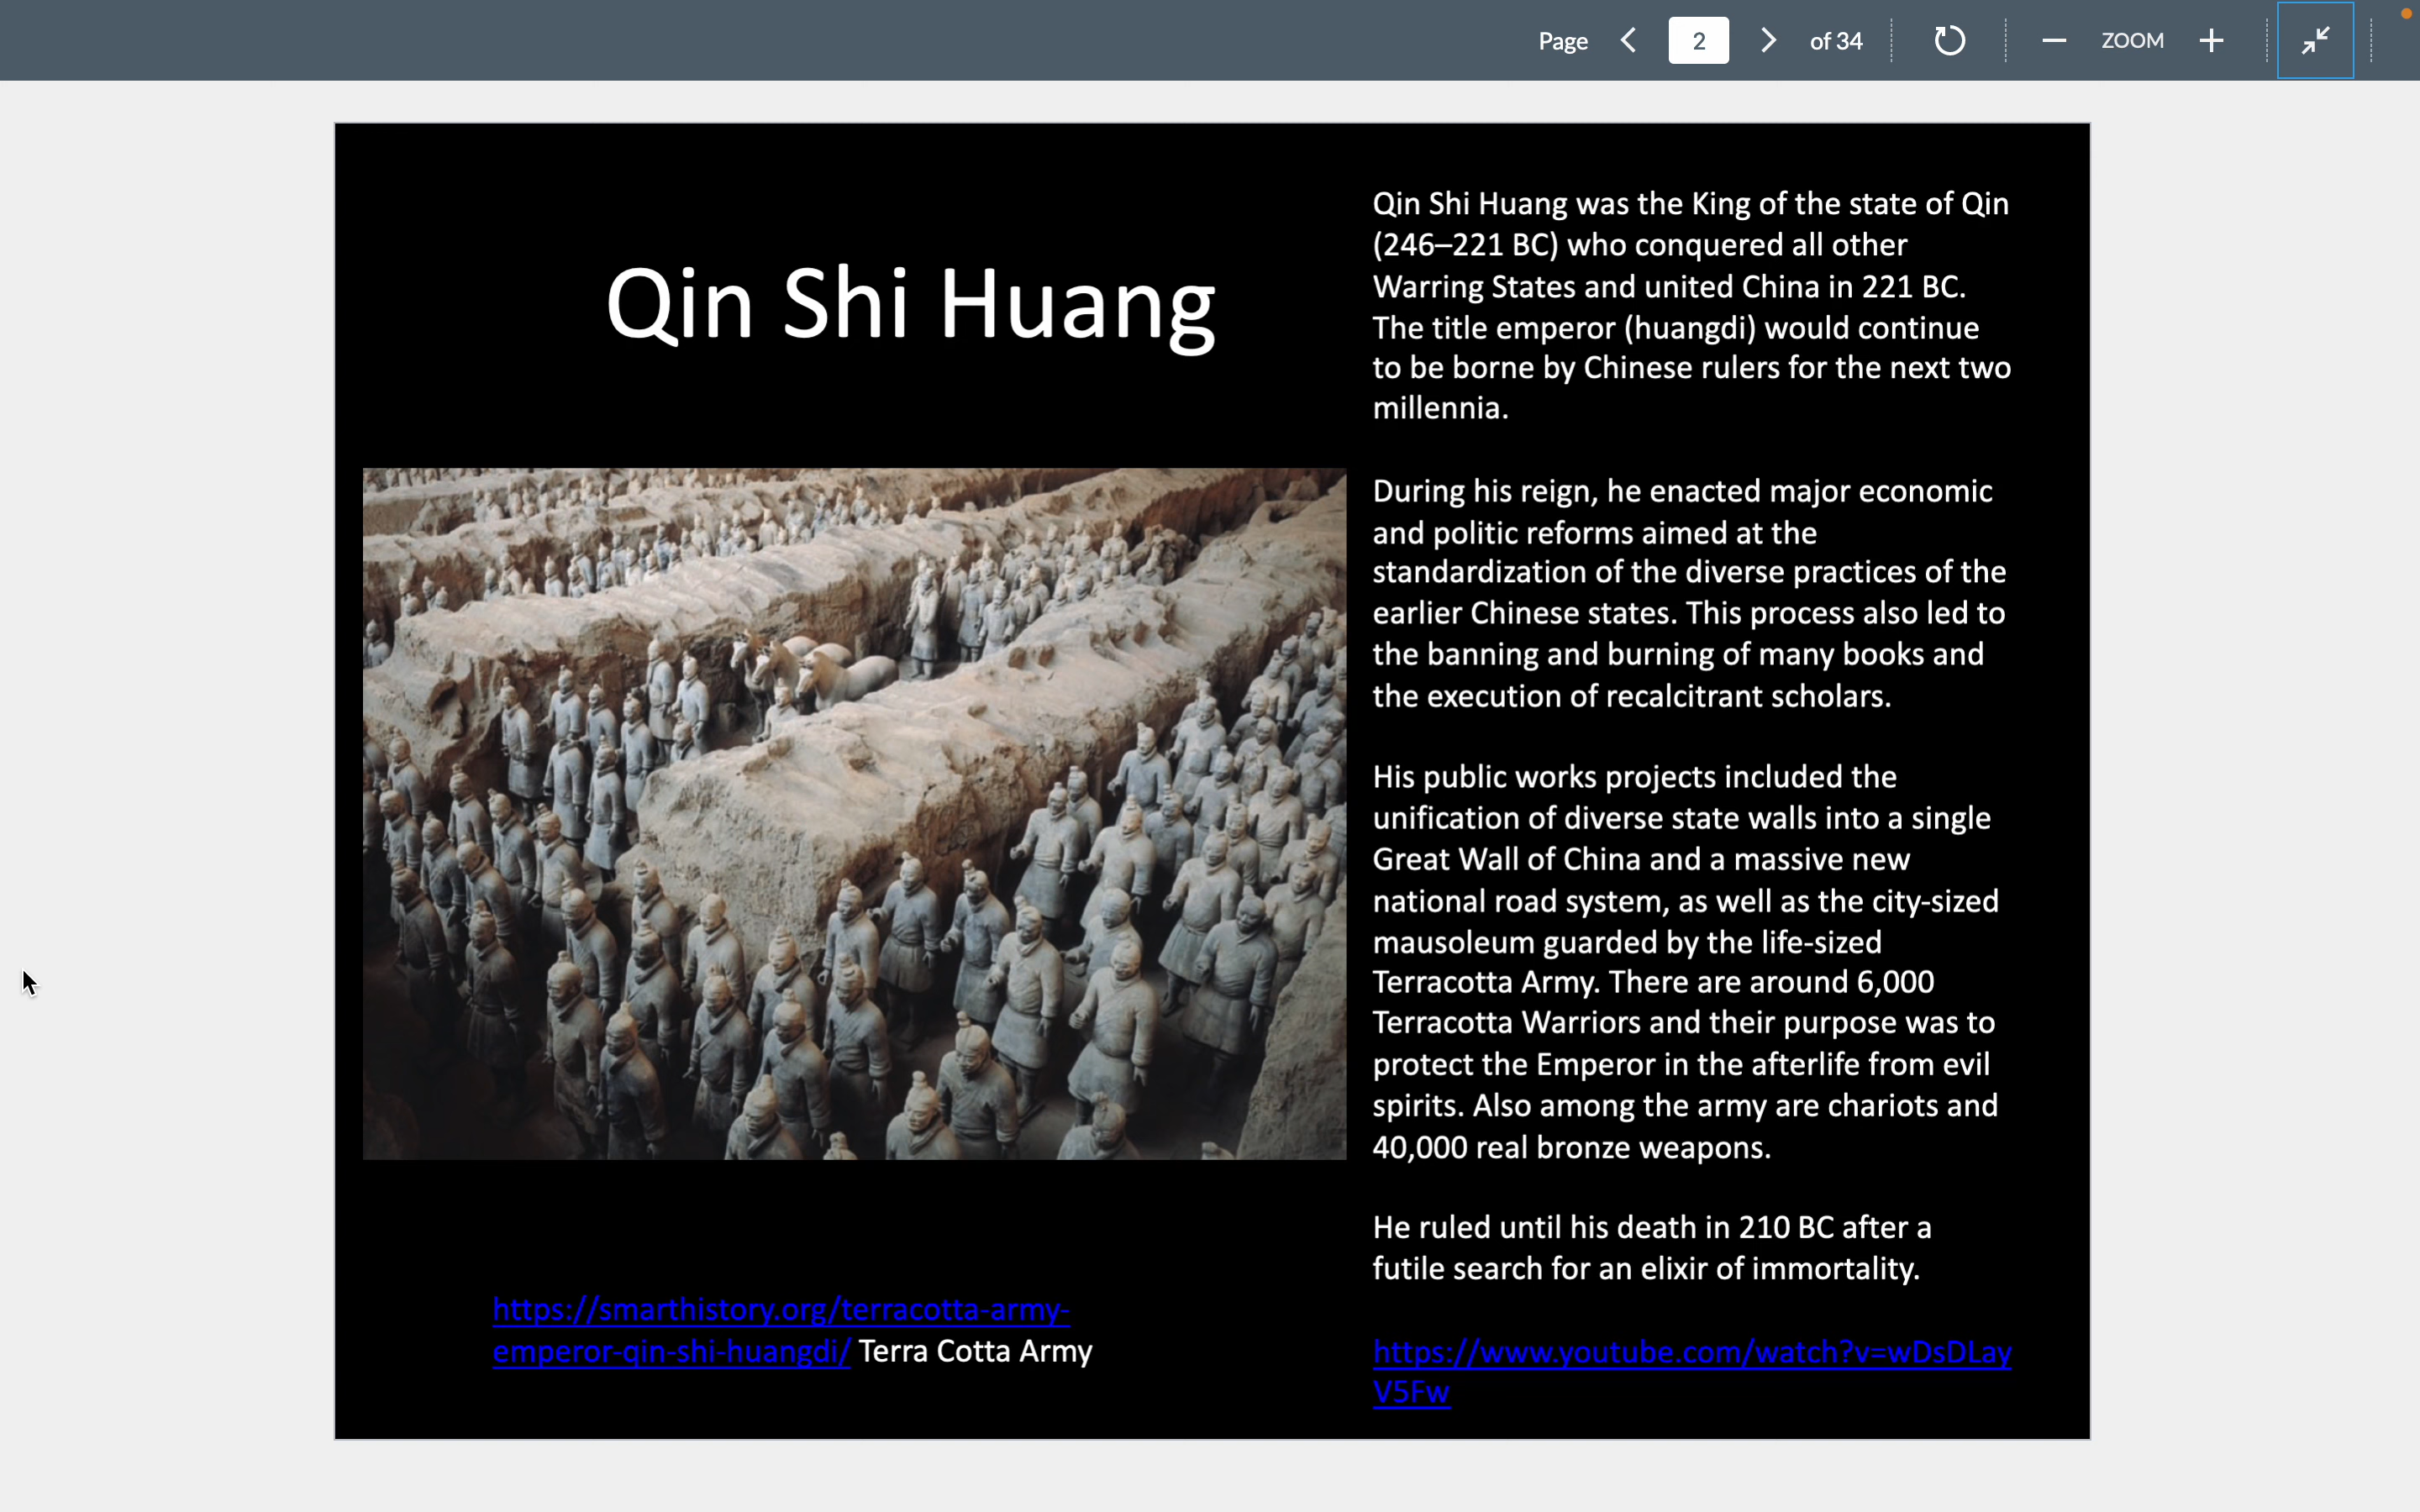 Page 2 of 34 ZOOM
Qin Shi Huang
Qin Shi Huang was the King of the state of Qin
(246–221 BC) who conquered all other
Warring States and united China in 221 BC.
The title emperor (huangdi) would continue
to be borne by Chinese rulers for the next two
millennia.
During his reign, he enacted major economic
and politic reforms aimed at the
standardization of the diverse practices of the
earlier Chinese states. This process also led to
the banning and burning of many books and
the execution of recalcitrant scholars.
His public works projects included the
unification of diverse state walls into a single
Great Wall of China and a massive new
national road system, as well as the city-sized
mausoleum guarded by the life-sized
Terracotta Army. There are around 6,000
Terracotta Warriors and their purpose was to
protect the Emperor in the afterlife from evil
spirits. Also among the army are chariots and
40,000 real bronze weapons.
He ruled until his death in 210 BC after a
futile search for an elixir of immortality.
https://www.youtube.com/watch?v=wDsDLay
V5Fw
https://smarthistory.org/terracotta-army-
emperor-qin-shi-huangdi/ Terra Cotta Army